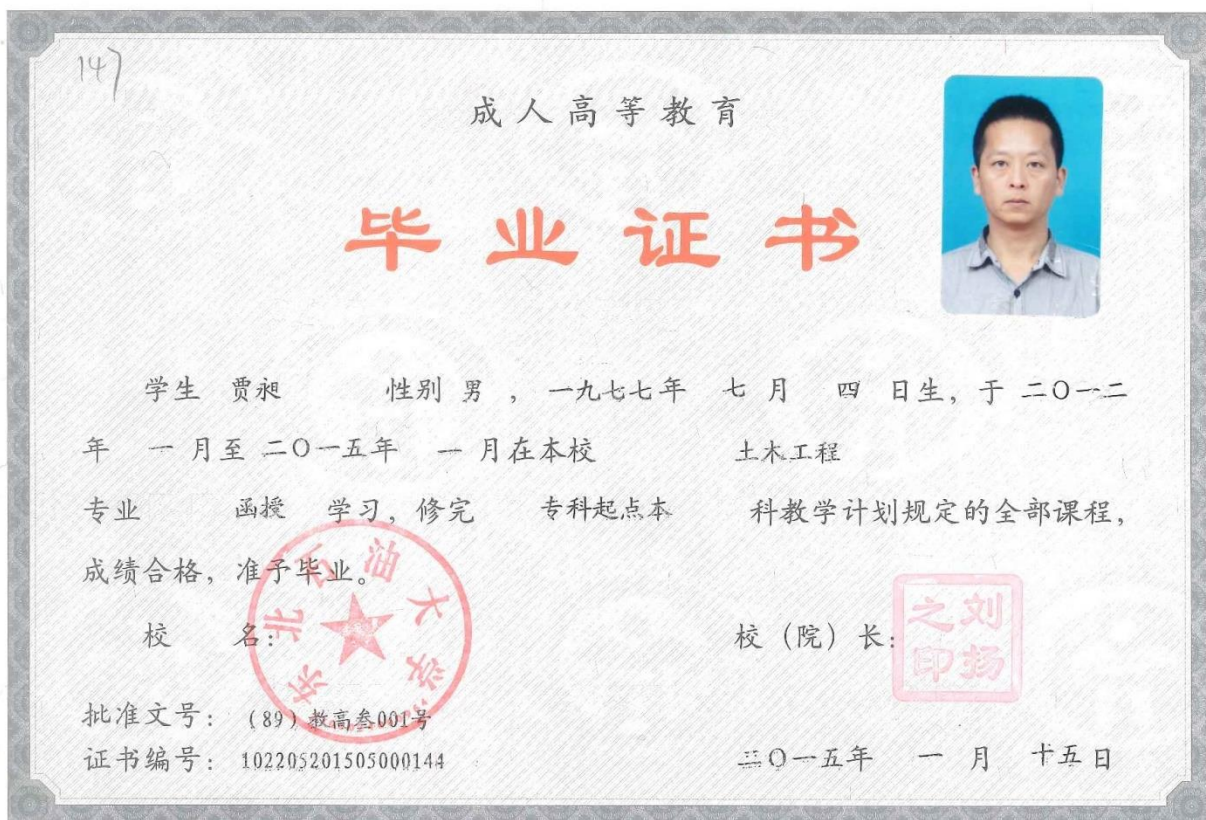 147
成人高等教育
毕业证书
学生 贾昶 性别 男 ， 一九七七年 七 月 四 日生，于 二〇一二
年 一 月至 二〇一五年 一 月在本校 土木工程
专业 函授 学习，修完 专科起点本 科教学计划规定的全部课程，
成绩合格，准予毕业。
校 名：
东北石油大学
校（院）长：
刘扬之印
批准文号：（89）教高叁001号
证书编号：102205201505000144
二〇一五年 一 月 十五日